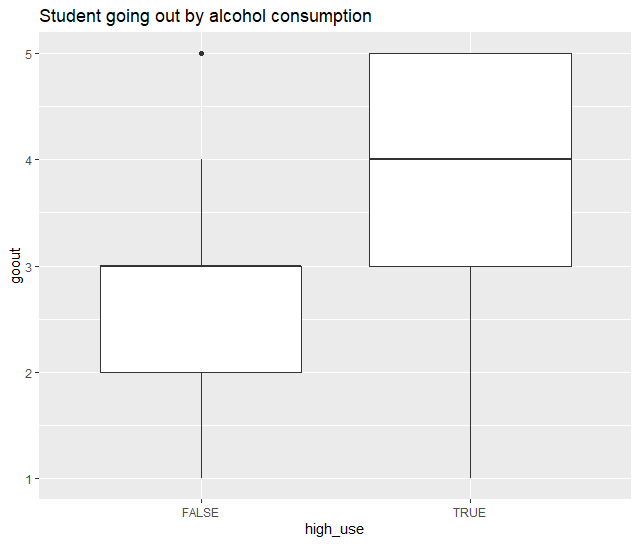 Student going out by alcohol consumption
5
4
3
2
1
goout
FALSE
TRUE
high_use